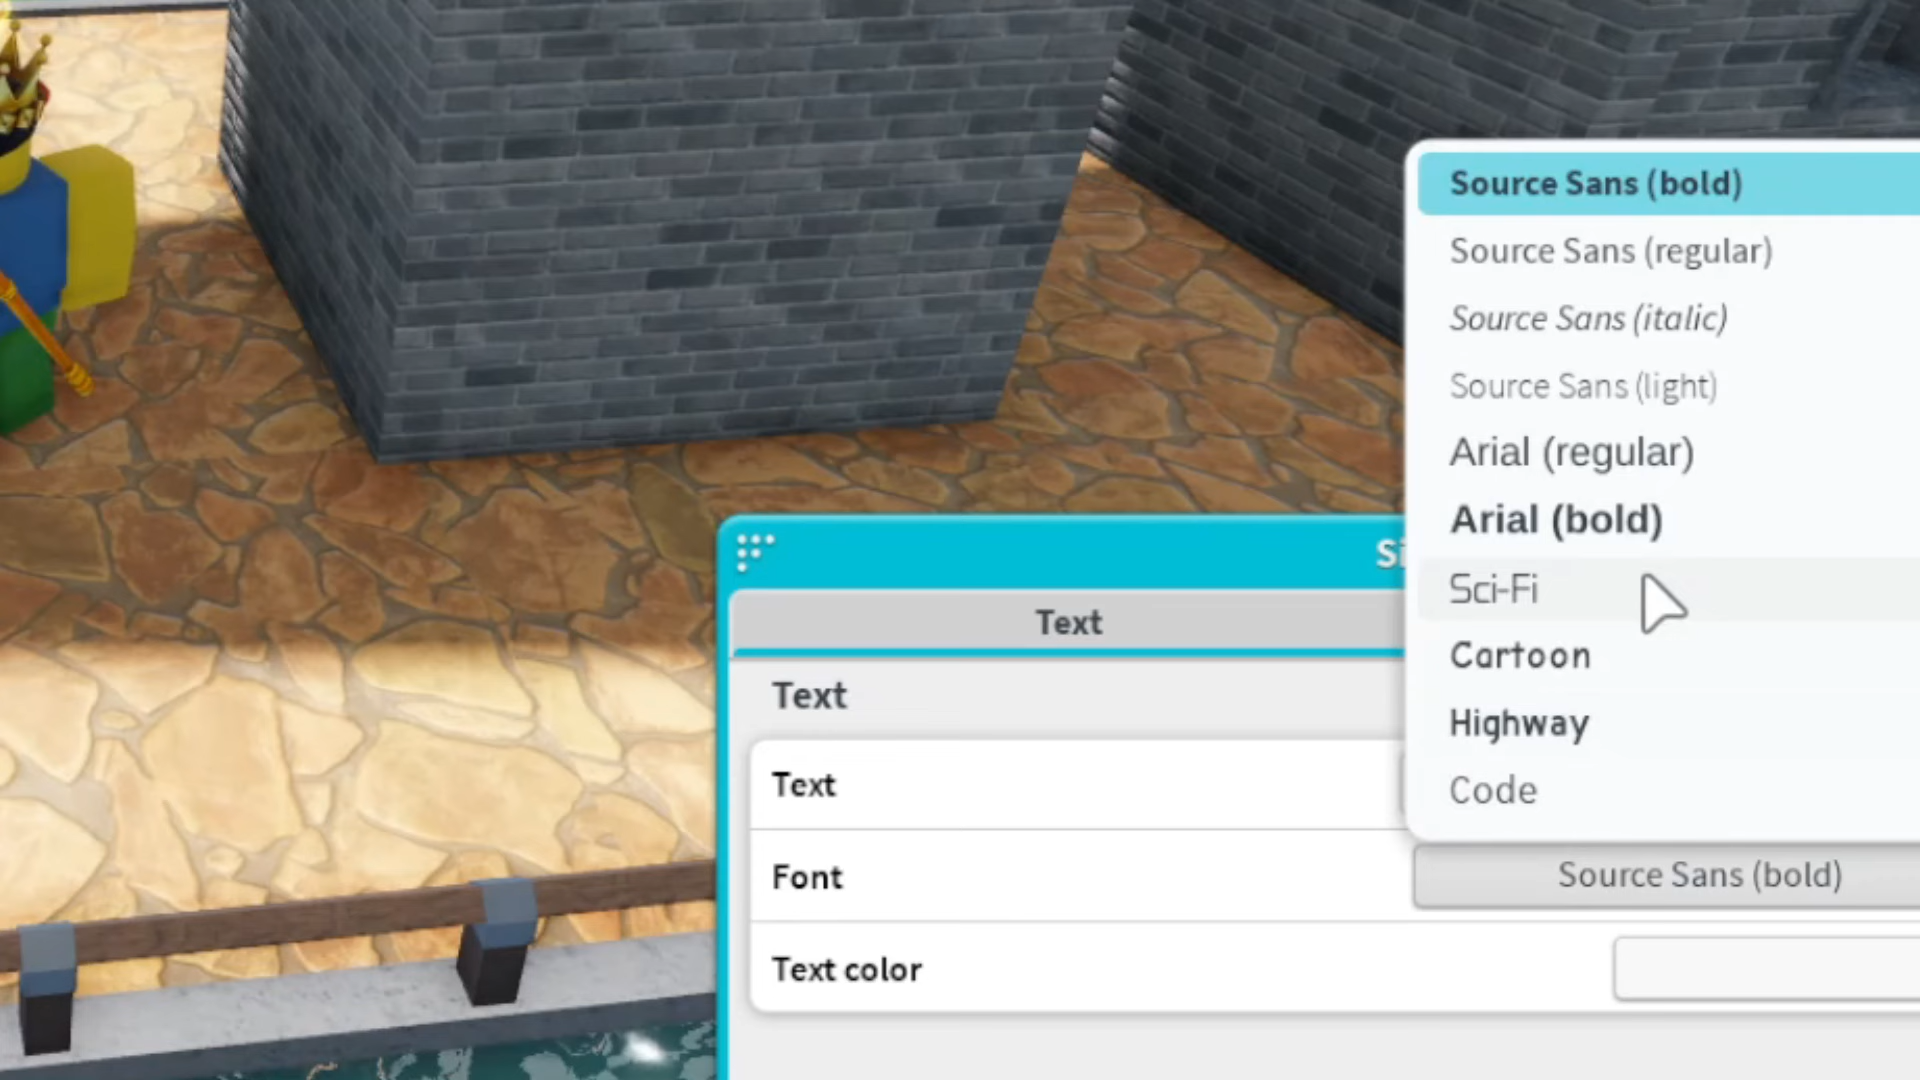 Source Sans (bold)
Source Sans (regular)
Source Sans (italic)
Source Sans (light)
Arial (regular)
Arial (bold)
Sci-Fi
Cartoon
Highway
Code
Text
Text
Text
Font
Source Sans (bold)
Text color